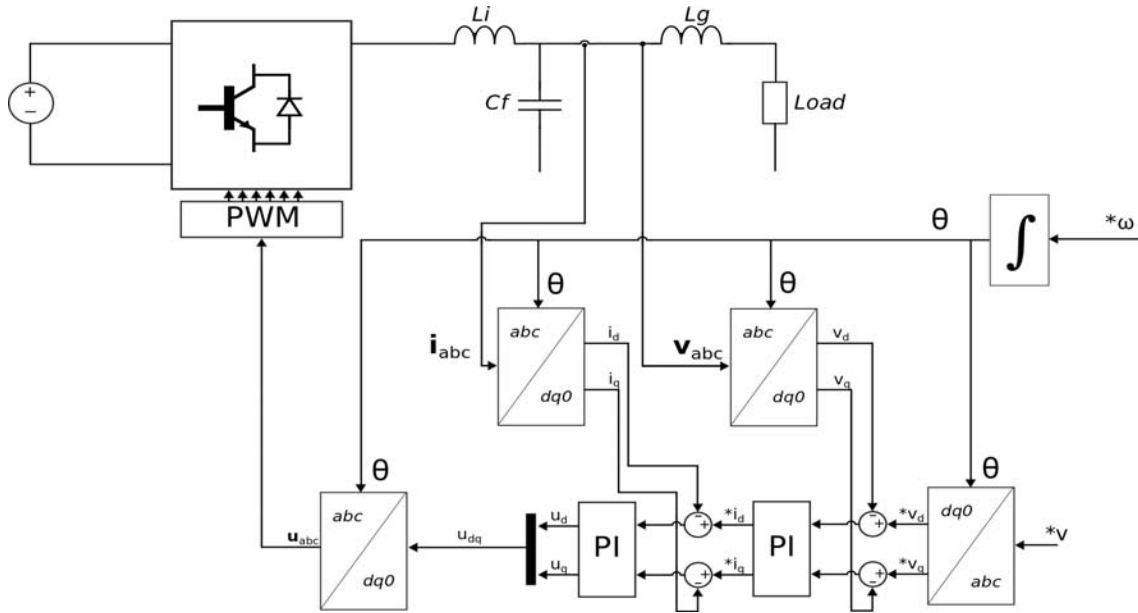 Li
Lg
Cf
Load
+
−
PWM
∫
*ω
θ
θ
θ
i_abc
abc
dq0
i_d
i_q
v_abc
abc
dq0
v_d
v_q
θ
θ
abc
dq0
u_abc
u_dq
u_d
u_q
PI
-
+
+
-
*i_d
*i_q
PI
-
+
+
-
*v_d
*v_q
dq0
abc
*v